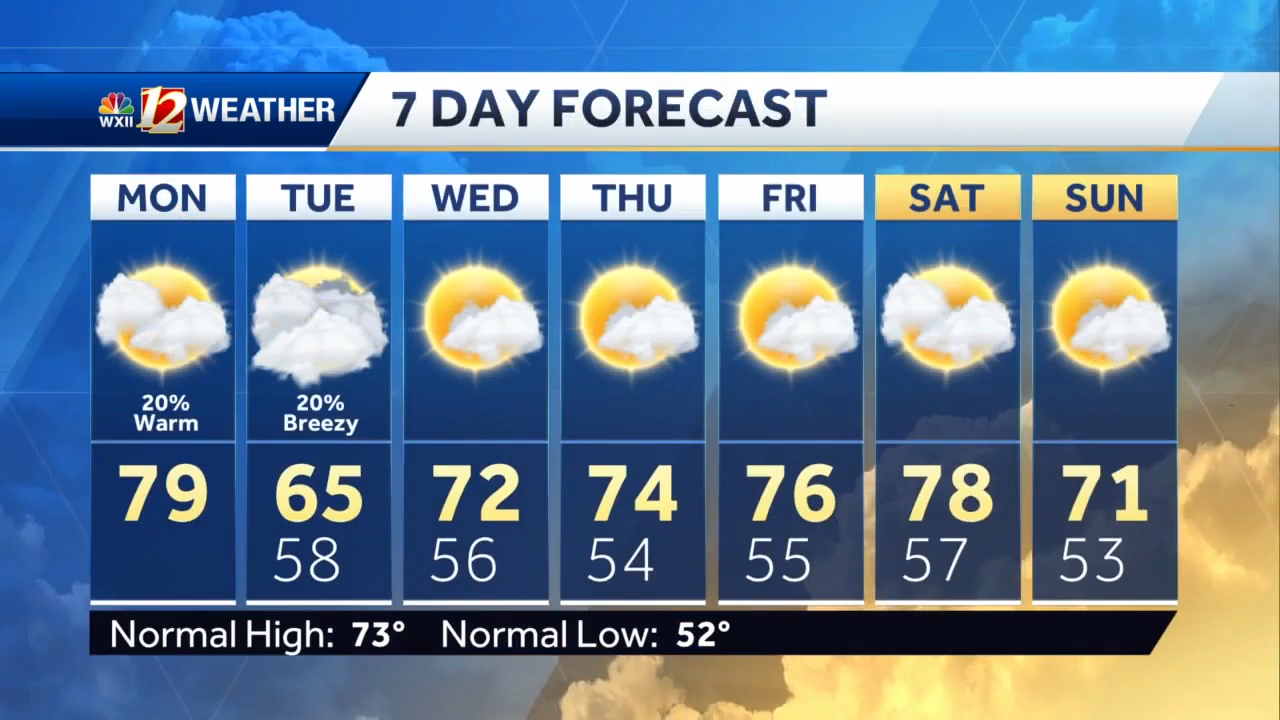 WXII 12 WEATHER 7 DAY FORECAST
MON TUE WED THU FRI SAT SUN
20% 20%
Warm Breezy
79 65 72 74 76 78 71
58 56 54 55 57 53
Normal High: 73° Normal Low: 52°